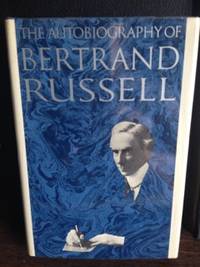 THE AUTOBIOGRAPHY OF
BERTRAND
RUSSELL